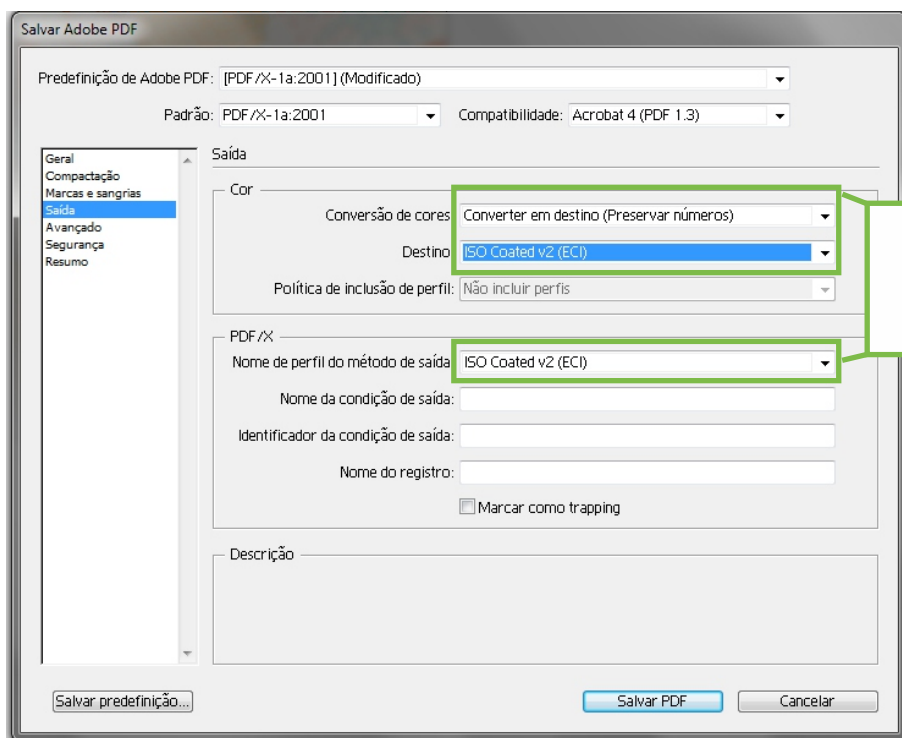 Salvar Adobe PDF
Predefinição de Adobe PDF: [PDF/X-1a:2001] (Modificado)
Padrão: PDF/X-1a:2001 Compatibilidade: Acrobat 4 (PDF 1.3)
Geral
Compactação
Marcas e sangrias
Saída
Avançado
Segurança
Resumo
Saída
Cor
Conversão de cores Converter em destino (Preservar números)
Destino ISO Coated v2 (ECI)
Política de inclusão de perfil: Não incluir perfis
PDF/X
Nome de perfil do método de saída ISO Coated v2 (ECI)
Nome da condição de saída:
Identificador da condição de saída:
Nome do registro:
Marcar como trapping
Descrição
Salvar predefinição... Salvar PDF Cancelar